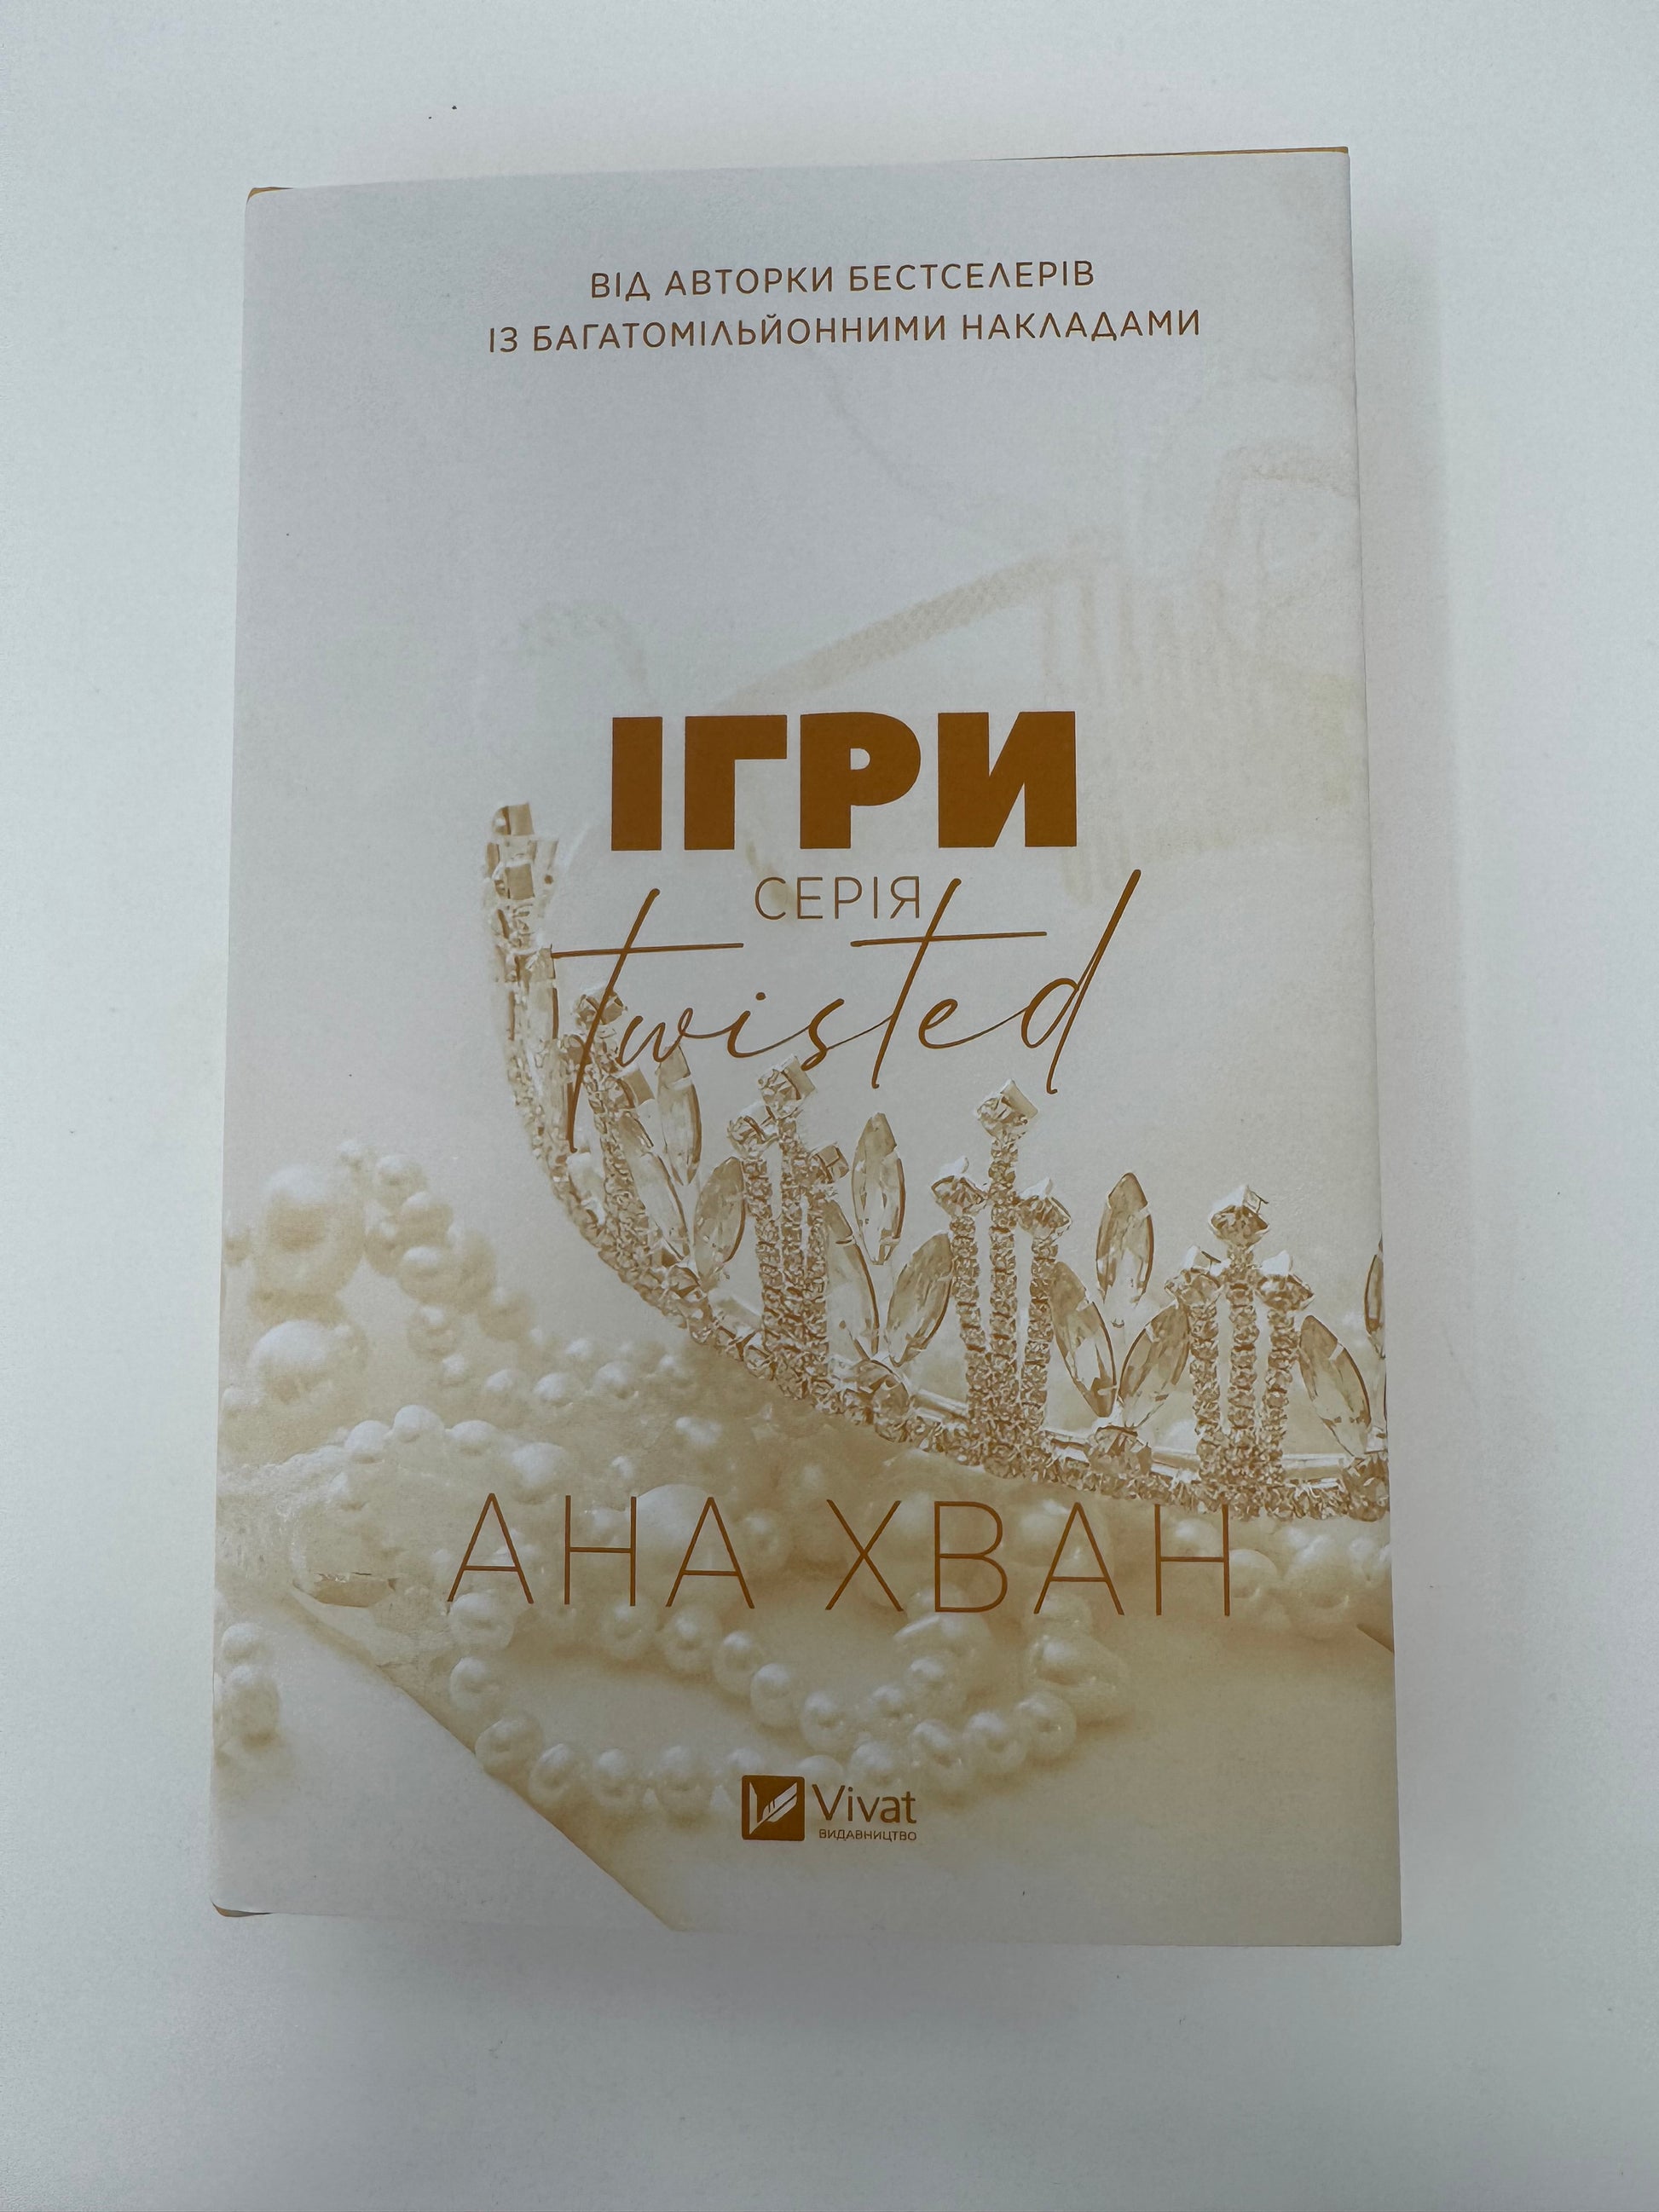 ВІД АВТОРКИ БЕСТСЕЛЕРІВ
ІЗ БАГАТОМІЛЬЙОННИМИ НАКЛАДАМИ
ІГРИ
СЕРІЯ
twisted
АНА ХВАН
Vivat
ВИДАВНИЦТВО